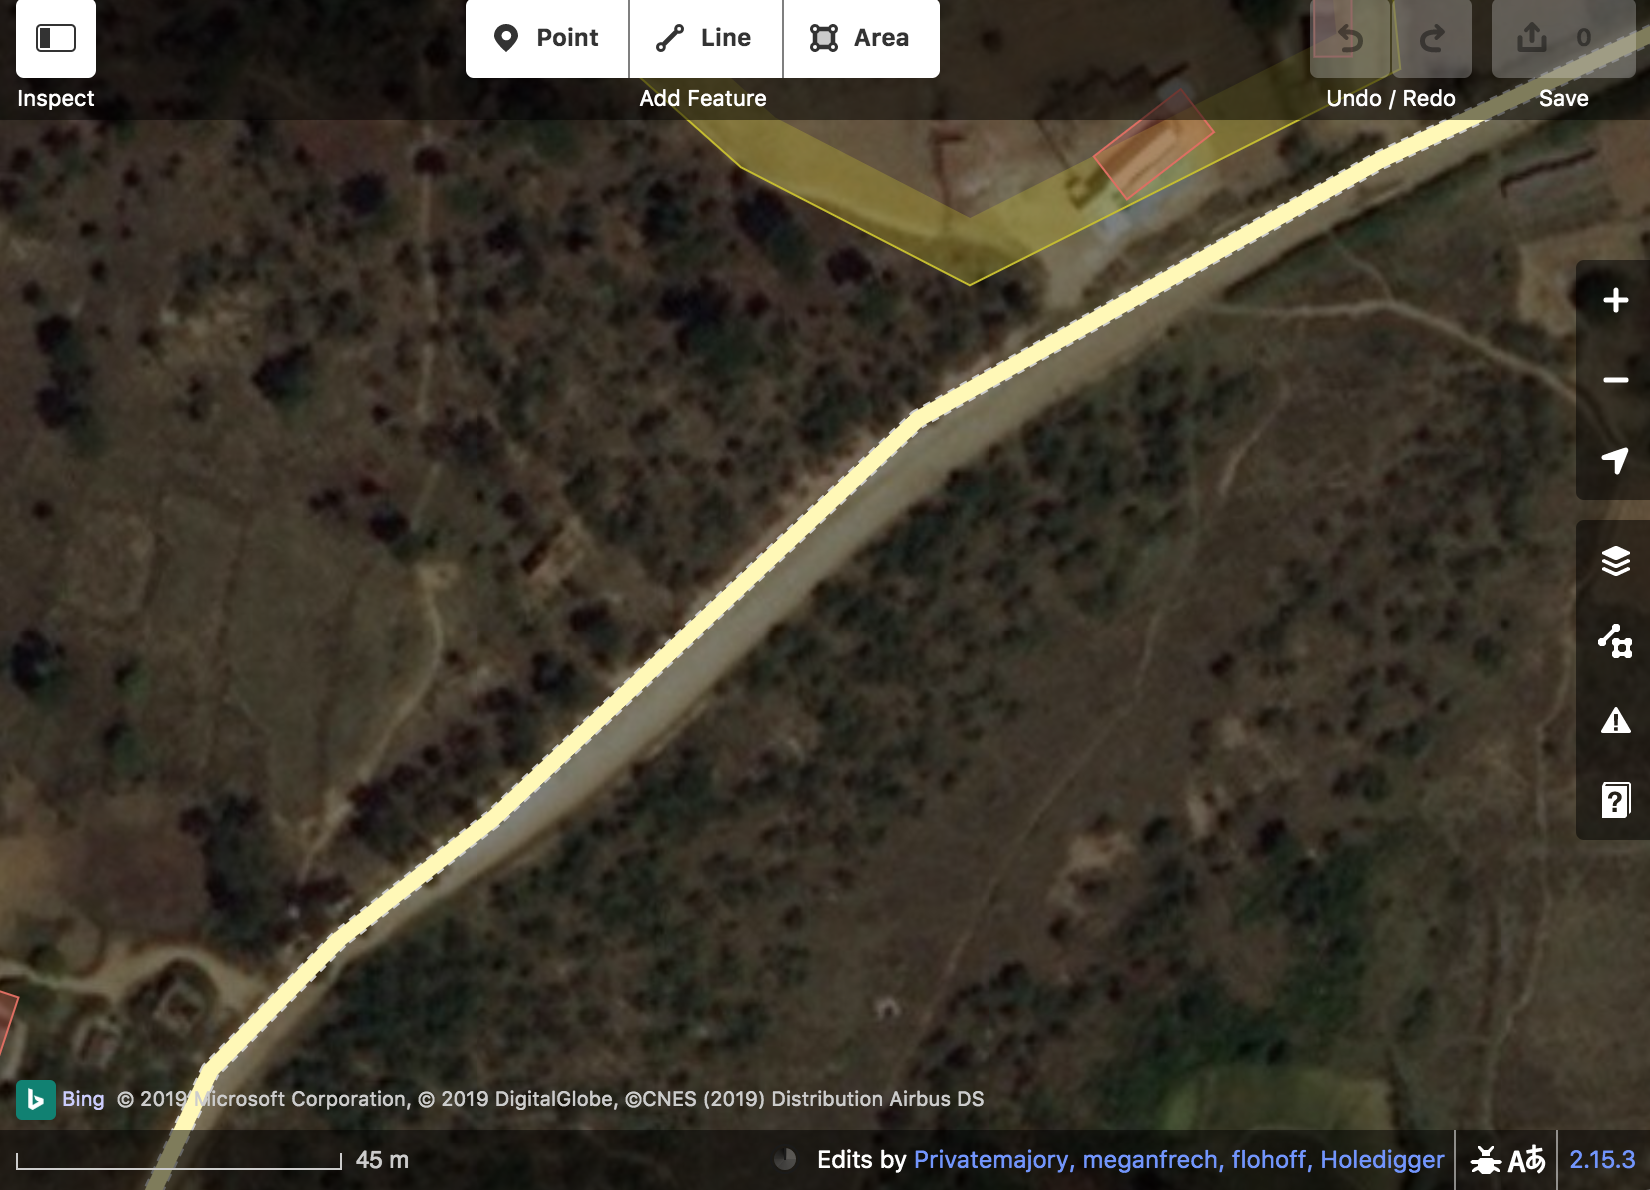 Point Line Area
0
Inspect
Add Feature
Undo / Redo
Save
Bing © 2019 Microsoft Corporation, © 2019 DigitalGlobe, ©CNES (2019) Distribution Airbus DS
45 m
Edits by Privatemajory, meganfrech, flohoff, Holedigger
Aあ
2.15.3